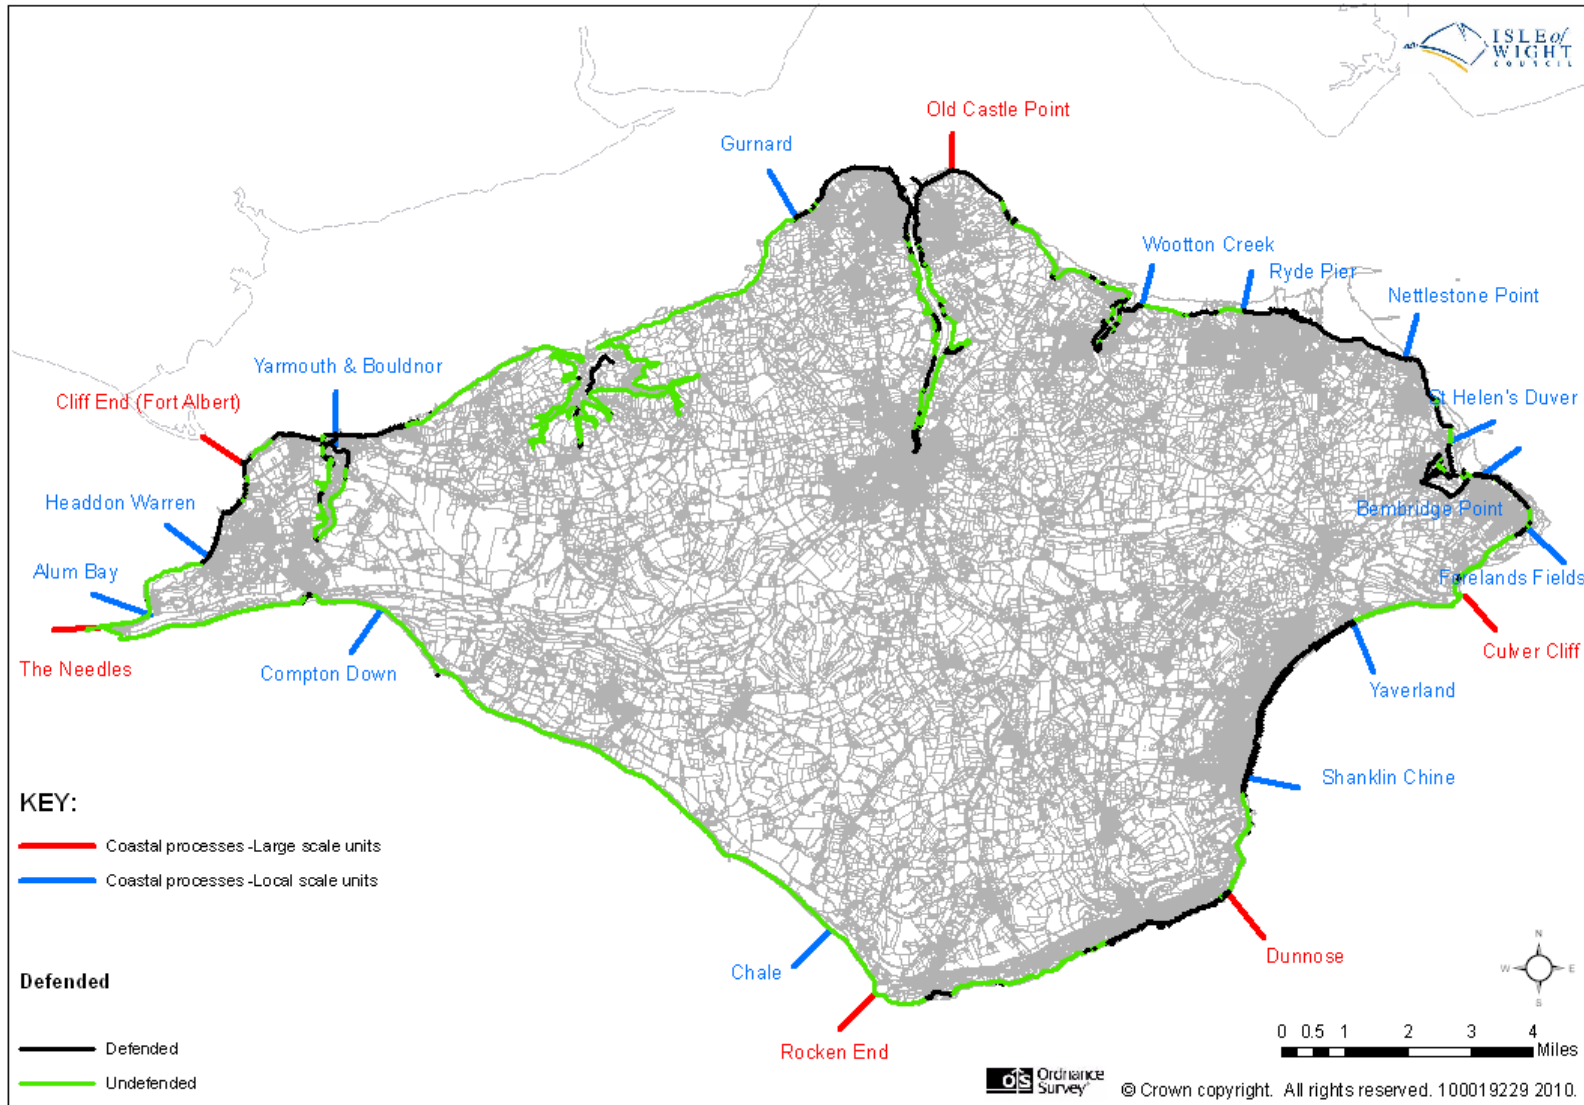 ISLE of
WIGHT
COUNCIL
Old Castle Point
Gurnard
Wootton Creek
Ryde Pier
Nettlestone Point
Yarmouth & Bouldnor
Cliff End (Fort Albert)
St Helen's Duver
Headdon Warren
Bembridge Point
Alum Bay
Forelands Fields
The Needles
Compton Down
Culver Cliff
Yaverland
Shanklin Chine
KEY:
Coastal processes -Large scale units
Coastal processes -Local scale units
Chale
Dunnose
Defended
Rocken End
Defended
Undefended
N
W E
S
0 0.5 1 2 3 4
Miles
OS Ordnance
Survey
© Crown copyright. All rights reserved. 100019229 2010.